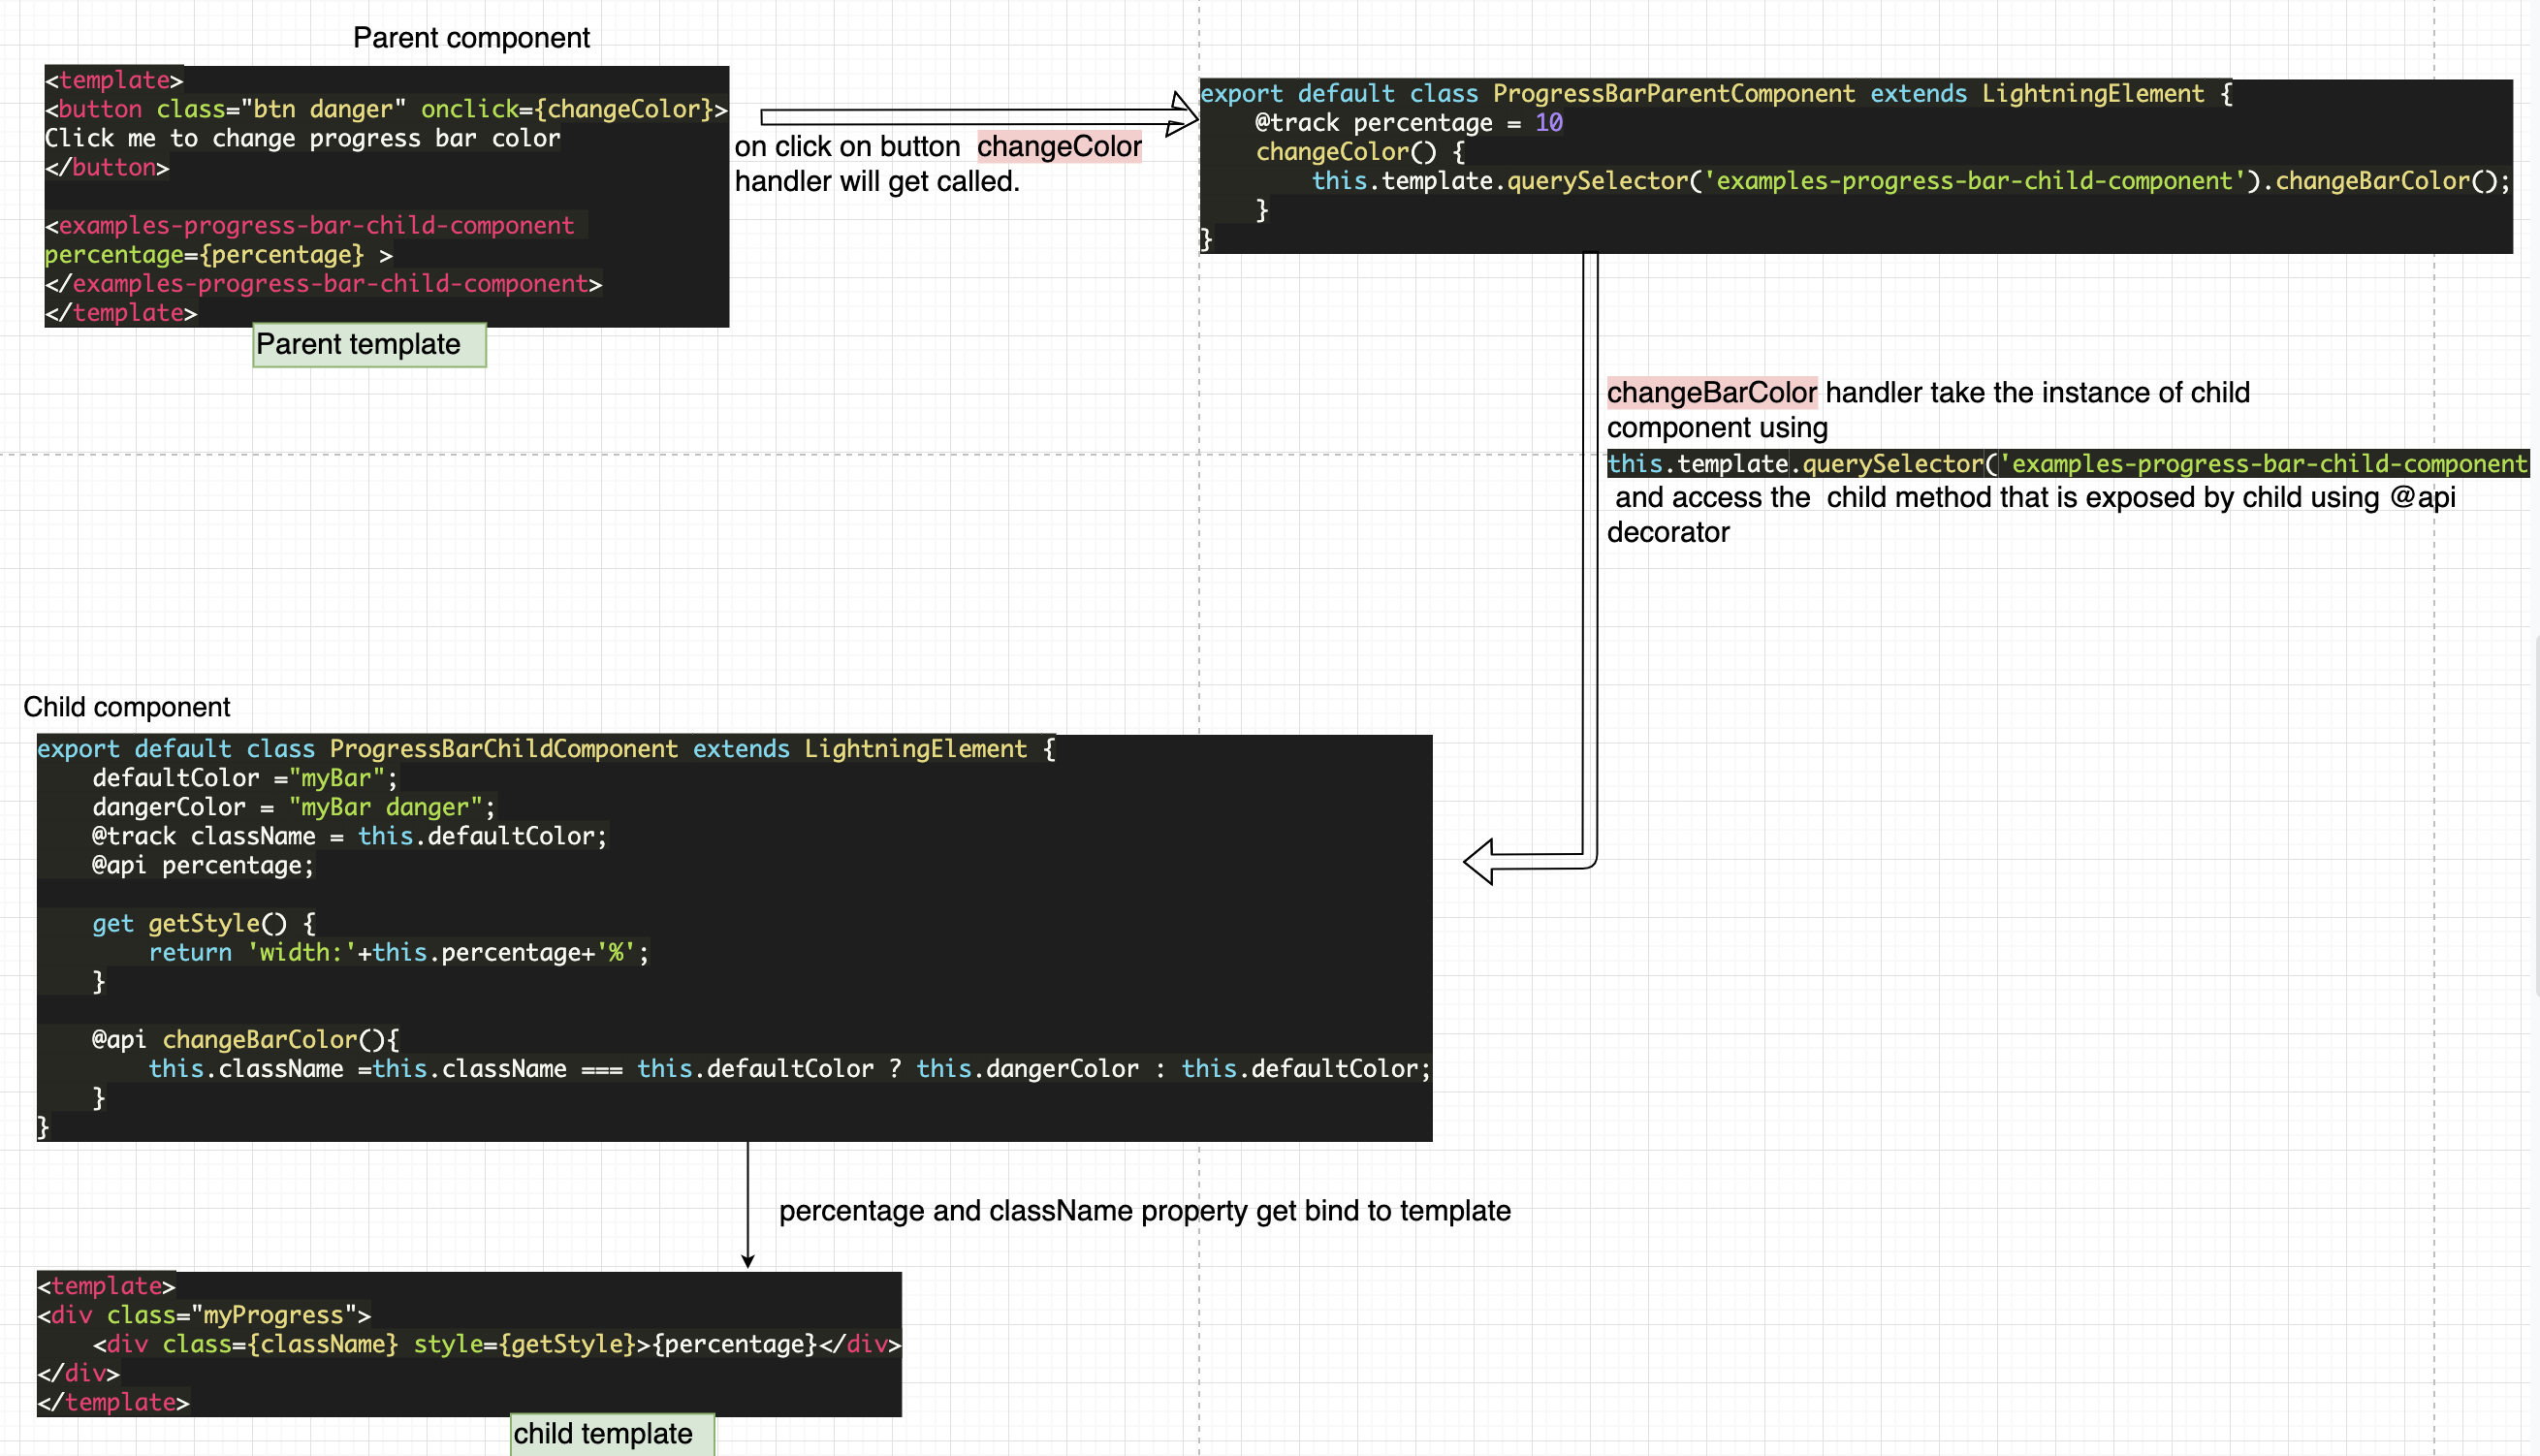 Parent component
<template>
<button class="btn danger" onclick={changeColor}>
Click me to change progress bar color
</button>
<examples-progress-bar-child-component
percentage={percentage} >
</examples-progress-bar-child-component>
</template>
Parent template
on click on button  changeColor
handler will get called.
export default class ProgressBarParentComponent extends LightningElement {
    @track percentage = 10
    changeColor() {
        this.template.querySelector('examples-progress-bar-child-component').changeBarColor();
    }
}
changeBarColor handler take the instance of child
component using
this.template.querySelector('examples-progress-bar-child-component
and access the  child method that is exposed by child using @api
decorator
Child component
export default class ProgressBarChildComponent extends LightningElement {
    defaultColor ="myBar";
    dangerColor = "myBar danger";
    @track className = this.defaultColor;
    @api percentage;
    get getStyle() {
        return 'width:'+this.percentage+'%';
    }
    @api changeBarColor(){
        this.className =this.className === this.defaultColor ? this.dangerColor : this.defaultColor;
    }
}
percentage and className property get bind to template
<template>
<div class="myProgress">
    <div class={className} style={getStyle}>{percentage}</div>
</div>
</template>
child template